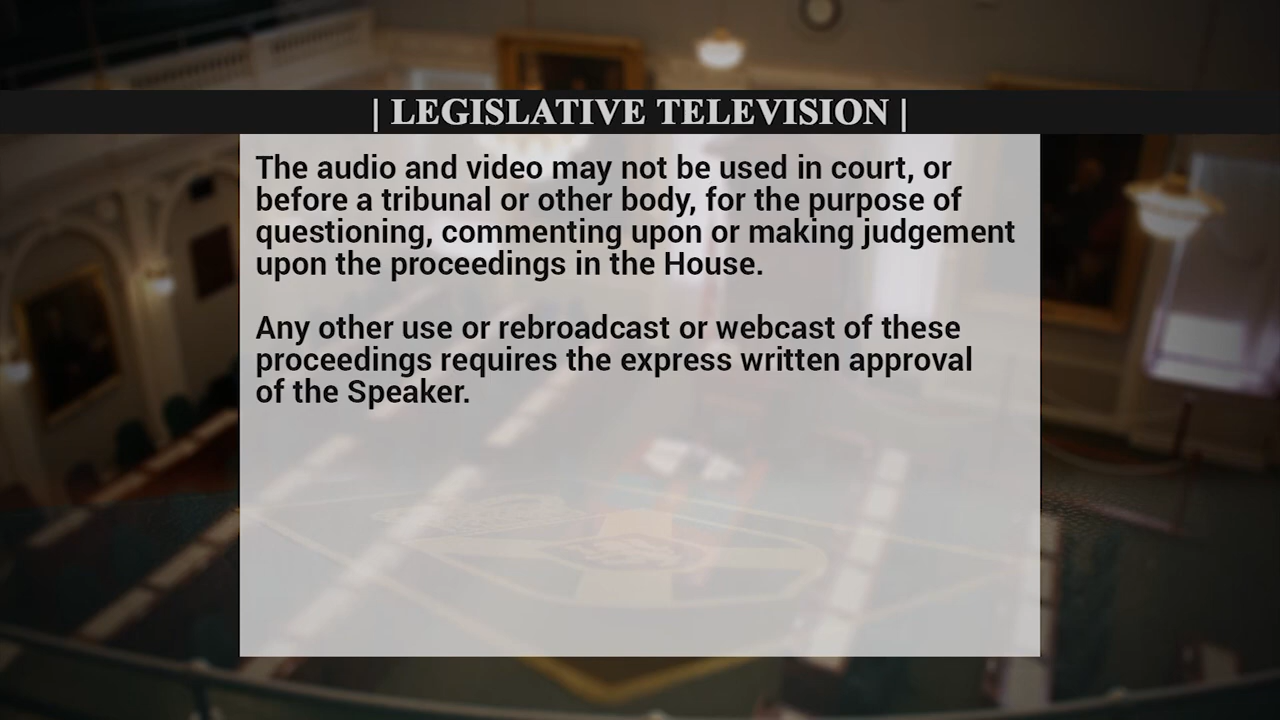 | LEGISLATIVE TELEVISION |
The audio and video may not be used in court, or
before a tribunal or other body, for the purpose of
questioning, commenting upon or making judgement
upon the proceedings in the House.
Any other use or rebroadcast or webcast of these
proceedings requires the express written approval
of the Speaker.